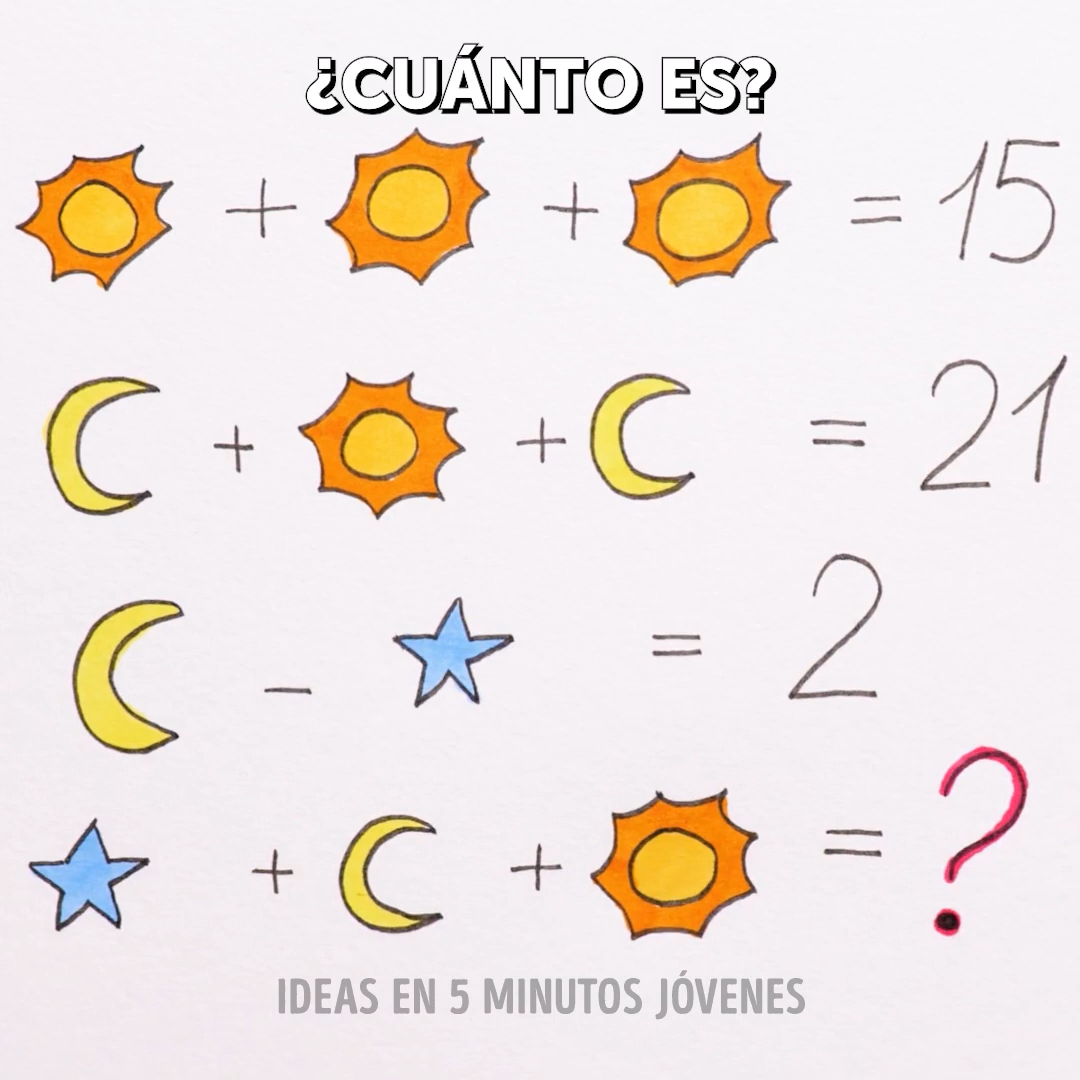 ¿CUÁNTO ES?
+ + = 15
+ + = 21
- = 2
+ + = ?
IDEAS EN 5 MINUTOS JÓVENES